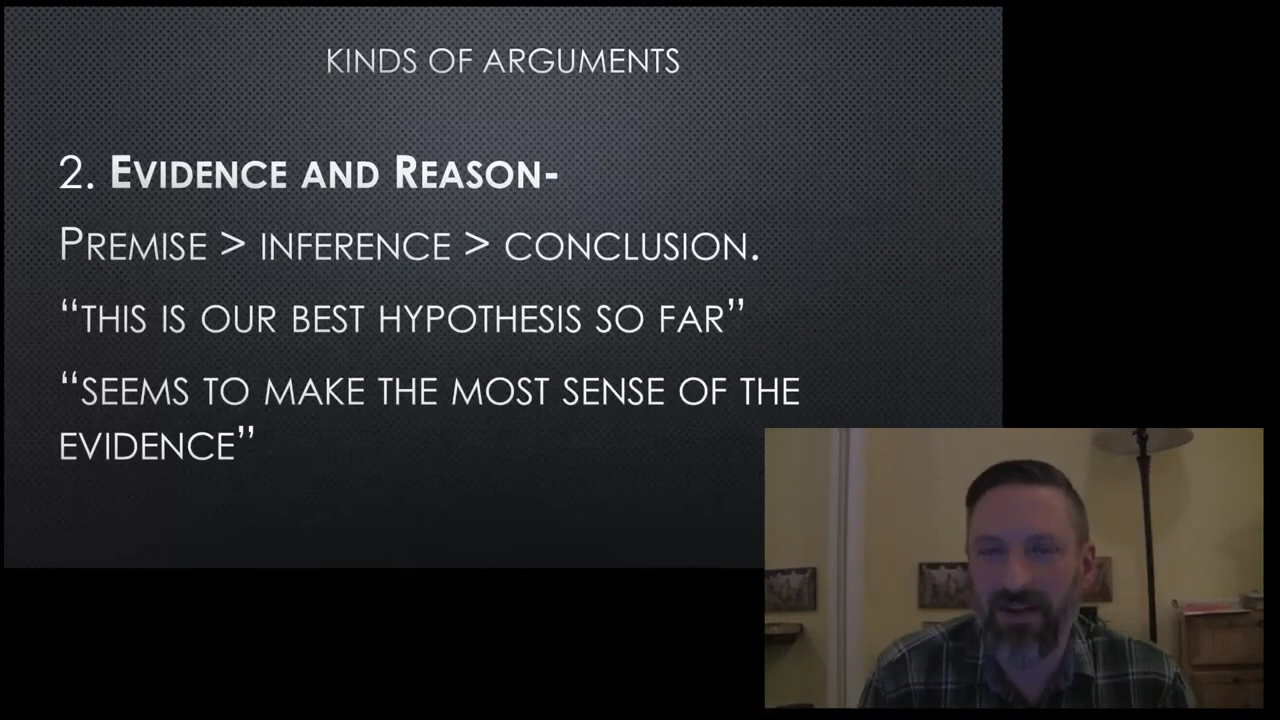 KINDS OF ARGUMENTS
2. EVIDENCE AND REASON-
PREMISE > INFERENCE > CONCLUSION.
“THIS IS OUR BEST HYPOTHESIS SO FAR”
“SEEMS TO MAKE THE MOST SENSE OF THE
EVIDENCE”